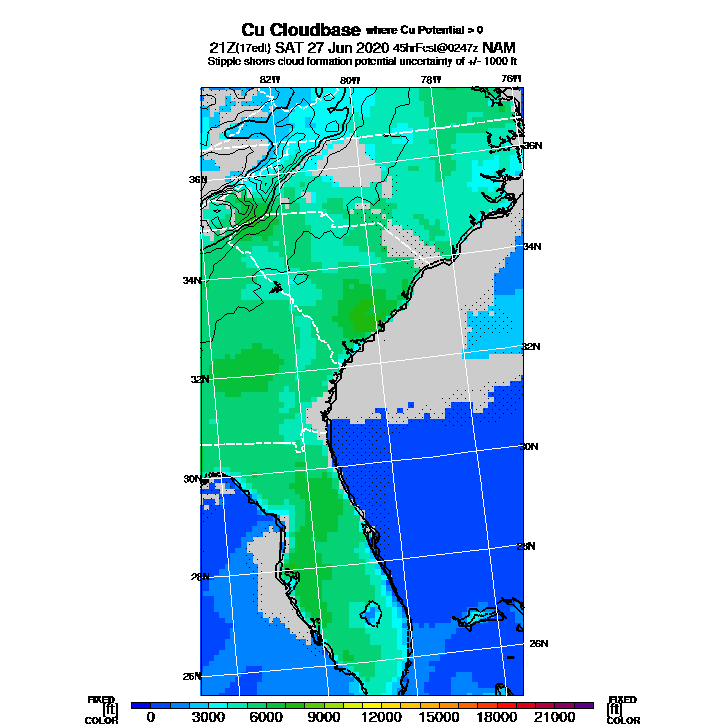 Cu Cloudbase where Cu Potential > 0
21Z(17edt) SAT 27 Jun 2020 45hrFcst@0247z NAM
Stipple shows cloud formation potential uncertainty of +/- 1000 ft
82W 80W 78W 76W
36N
36N
34N
34N
32N
32N
30N
30N
28N
28N
26N
26N
FIXED FIXED
[ft] [ft]
COLOR COLOR
0 3000 6000 9000 12000 15000 18000 21000